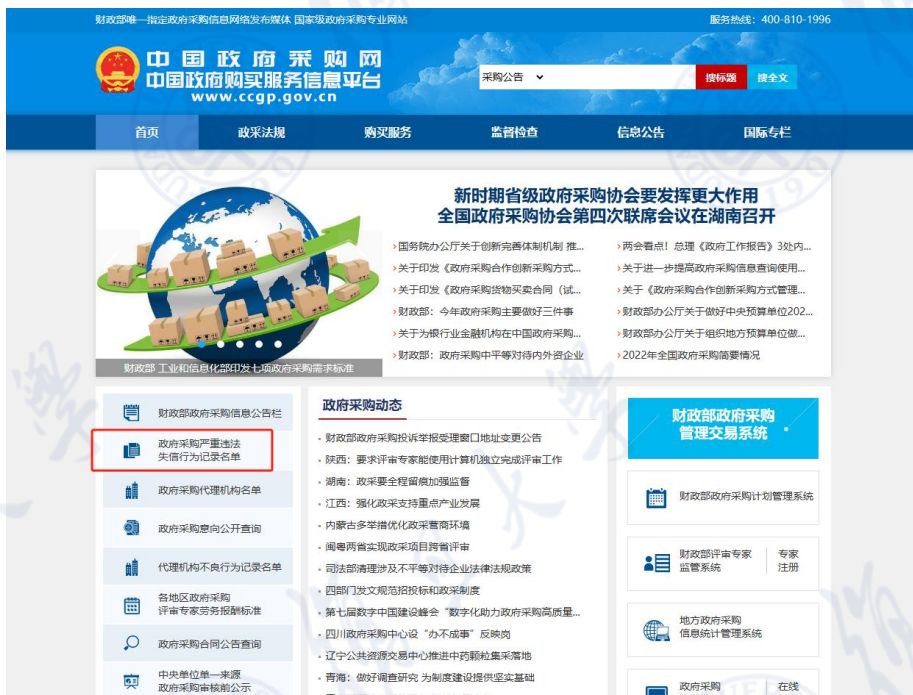 财政部唯一指定政府采购信息网络发布媒体 国家级政府采购专业网站
服务热线：400-810-1996
中国政府采购网
中国政府购买服务信息平台
www.ccgp.gov.cn
采购公告
搜标题
搜全文
首页
政采法规
购买服务
监督检查
信息公告
国际专栏
新时期省级政府采购协会要发挥更大作用
全国政府采购协会第四次联席会议在湖南召开
国务院办公厅关于创新完善体制机制 推...
关于印发《政府采购合作创新采购方式...
关于印发《政府采购货物买卖合同（试...
财政部：今年政府采购主要做好三件事
关于为银行业金融机构在中国政府采购...
财政部：政府采购中平等对待内外资企业
两会看点！总理《政府工作报告》3处内...
关于进一步提高政府采购信息查询使用...
关于《政府采购合作创新采购方式管理...
财政部办公厅关于做好中央预算单位202...
财政部办公厅关于组织地方预算单位做...
2022年全国政府采购简要情况
财政部 工业和信息化部印发七项政府采购需求标准
财政部政府采购信息公告栏
政府采购严重违法
失信行为记录名单
政府采购代理机构名单
政府采购意向公开查询
代理机构不良行为记录名单
各地区政府采购
评审专家劳务报酬标准
政府采购合同公告查询
中央单位单一来源
政府采购审核前公示
政府采购动态
财政部政府采购投诉举报受理窗口地址变更公告
陕西：要求评审专家能使用计算机独立完成评审工作
湖南：政采要全程留痕加强监督
江西：强化政采支持重点产业发展
内蒙古多举措优化政采营商环境
闽粤两省实现政采项目跨省评审
司法部清理涉及不平等对待企业法律法规政策
四部门发文规范招投标和政采制度
第七届数字中国建设峰会“数字化助力政府采购高质量...
四川政府采购中心设“办不成事”反映岗
辽宁公共资源交易中心推进中药颗粒集采落地
青海：做好调查研究 为制度建设提供坚实基础
财政部政府采购
管理交易系统
财政部政府采购计划管理系统
财政部评审专家
监管系统
专家
注册
地方政府采购
信息统计管理系统
政府采购
在线